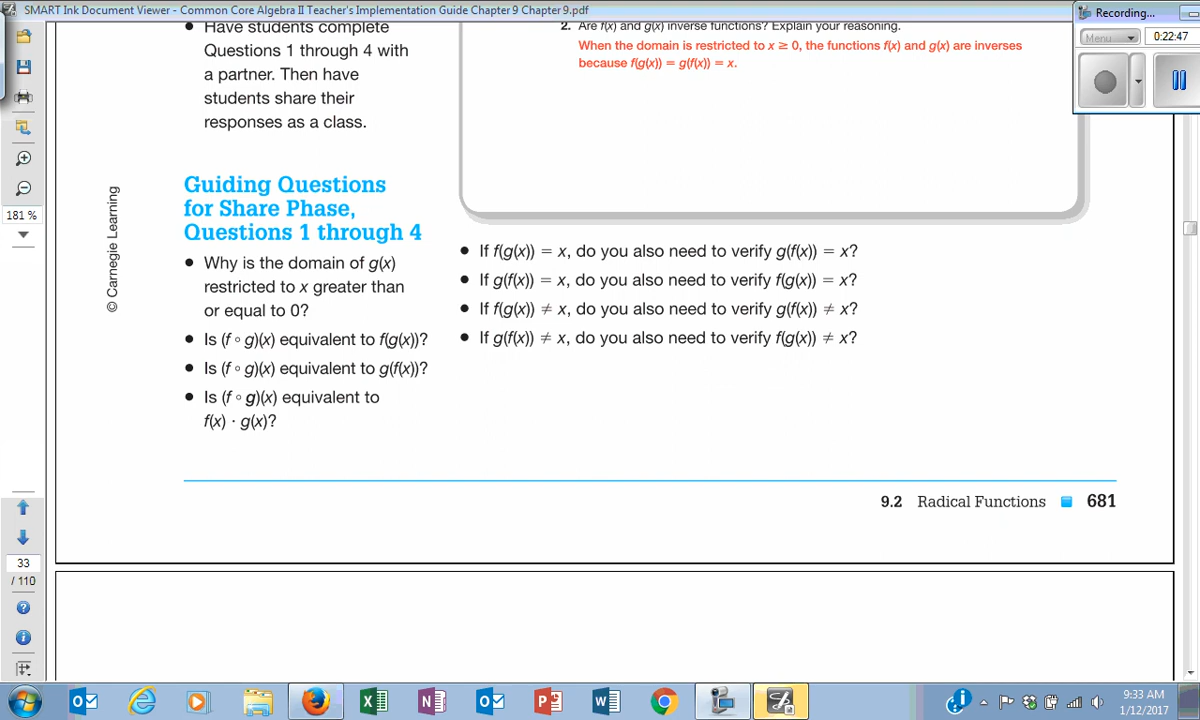 SMART Ink Document Viewer - Common Core Algebra II Teacher's Implementation Guide Chapter 9 Chapter 9.pdf
Recording...
Menu
0:22:47
• Have students complete
Questions 1 through 4 with
a partner. Then have
students share their
responses as a class.
2. Are f(x) and g(x) inverse functions? Explain your reasoning.
When the domain is restricted to x ≥ 0, the functions f(x) and g(x) are inverses
because f(g(x)) = g(f(x)) = x.
181 %
© Carnegie Learning
Guiding Questions
for Share Phase,
Questions 1 through 4
• Why is the domain of g(x)
restricted to x greater than
or equal to 0?
• Is (f ∘ g)(x) equivalent to f(g(x))?
• Is (f ∘ g)(x) equivalent to g(f(x))?
• Is (f ∘ g)(x) equivalent to
f(x) · g(x)?
• If f(g(x)) = x, do you also need to verify g(f(x)) = x?
• If g(f(x)) = x, do you also need to verify f(g(x)) = x?
• If f(g(x)) ≠ x, do you also need to verify g(f(x)) ≠ x?
• If g(f(x)) ≠ x, do you also need to verify f(g(x)) ≠ x?
9.2 Radical Functions 681
33
/ 110
9:33 AM
1/12/2017